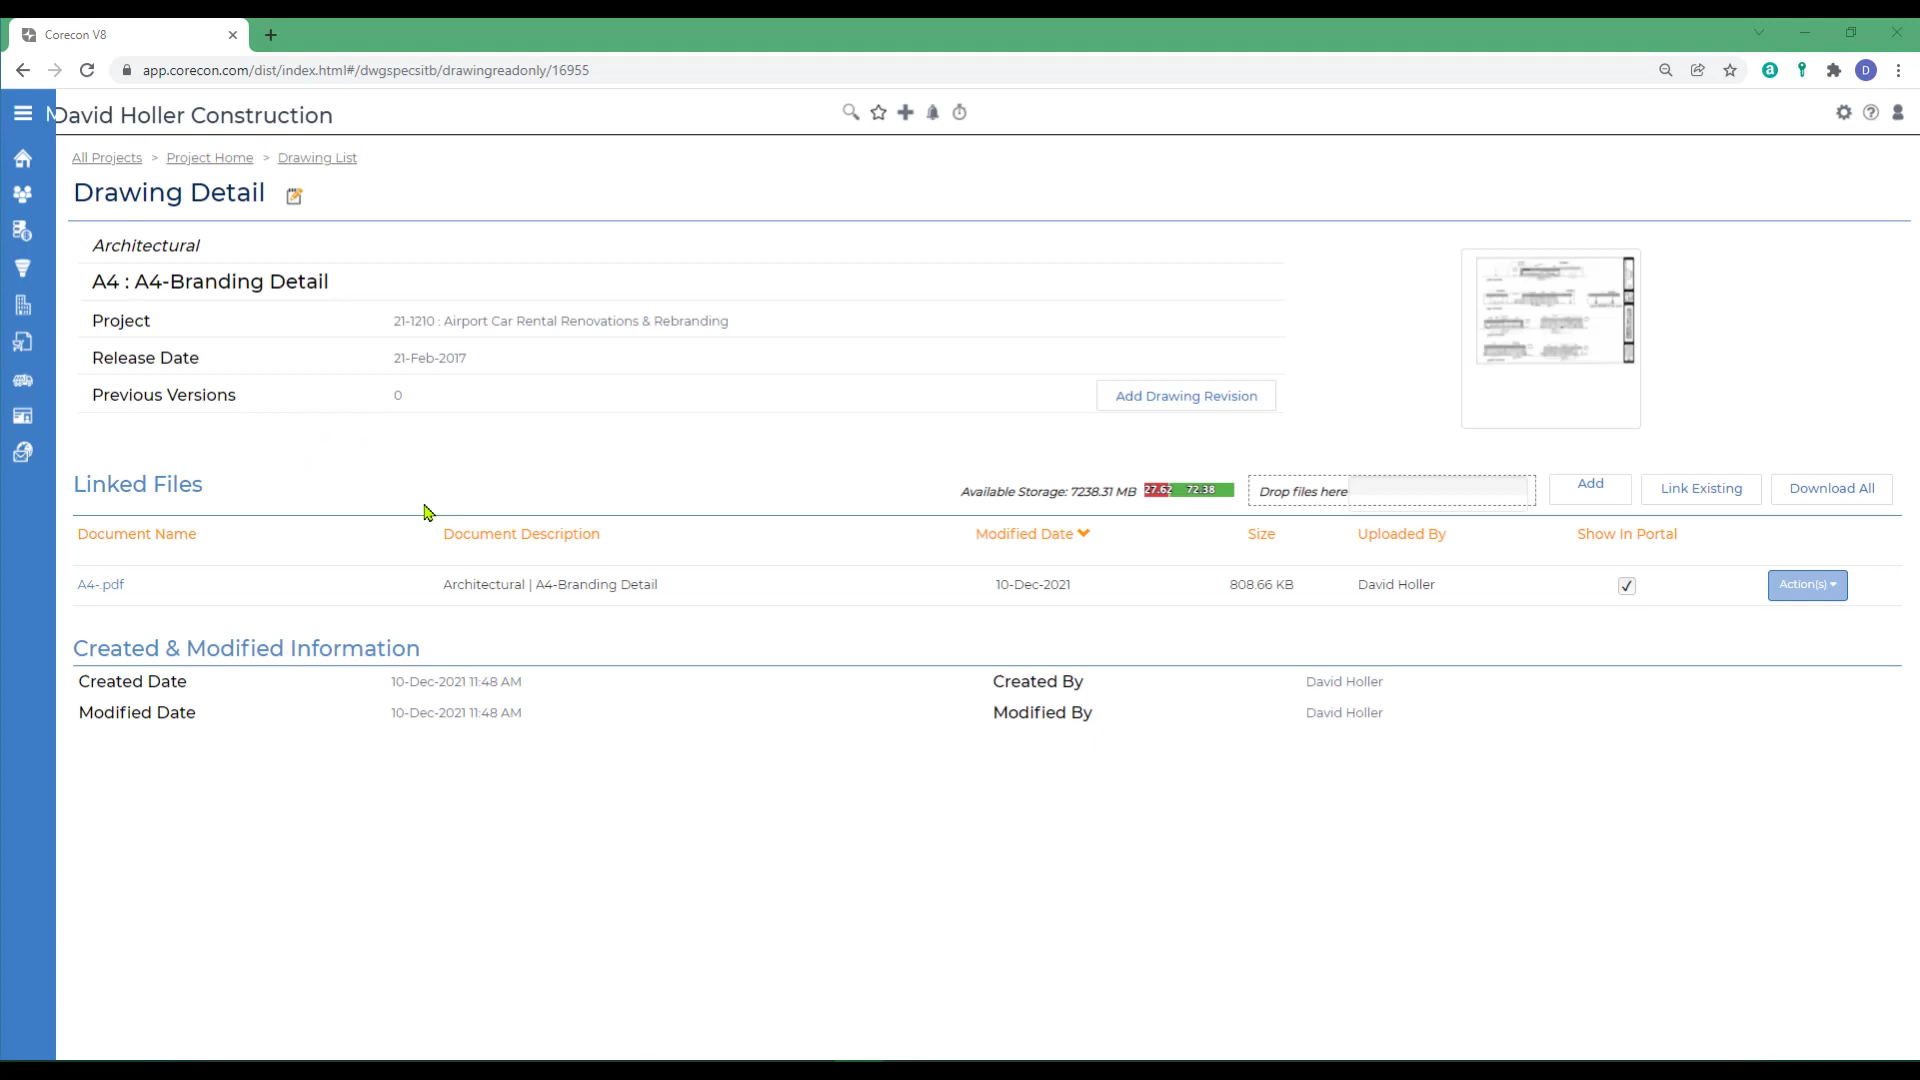 Corecon V8
app.corecon.com/dist/index.html#/dwgspecsitb/drawingreadonly/16955
D
David Holler Construction
All Projects > Project Home > Drawing List
Drawing Detail
Architectural
A4 : A4-Branding Detail
Project 21-1210 : Airport Car Rental Renovations & Rebranding
Release Date 21-Feb-2017
Previous Versions 0 Add Drawing Revision
Linked Files Available Storage: 7238.31 MB 27.62 72.38 Drop files here Add Link Existing Download All
Document Name Document Description Modified Date Size Uploaded By Show In Portal
A4-.pdf Architectural | A4-Branding Detail 10-Dec-2021 808.66 KB David Holler Action(s)
Created & Modified Information
Created Date 10-Dec-2021 11:48 AM Created By David Holler
Modified Date 10-Dec-2021 11:48 AM Modified By David Holler